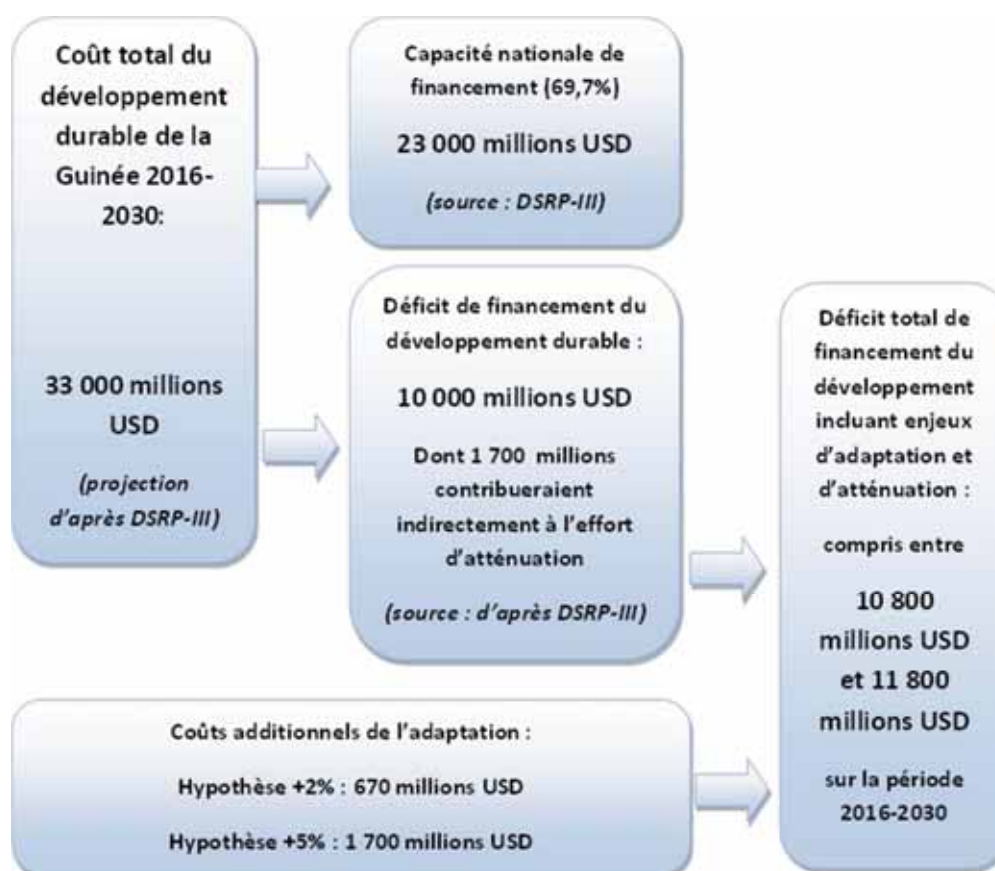 Coût total du
développement
durable de la
Guinée 2016-
2030:
33 000 millions
USD
(projection
d'après DSRP-III)
Capacité nationale de
financement (69,7%)
23 000 millions USD
(source : DSRP-III)
Déficit de financement du
développement durable :
10 000 millions USD
Dont 1 700 millions
contribueraient
indirectement à l'effort
d'atténuation
(source : d'après DSRP-III)
Coûts additionnels de l'adaptation :
Hypothèse +2% : 670 millions USD
Hypothèse +5% : 1 700 millions USD
Déficit total de
financement du
développement
incluant enjeux
d'adaptation et
d'atténuation :
compris entre
10 800
millions USD
et 11 800
millions USD
sur la période
2016-2030